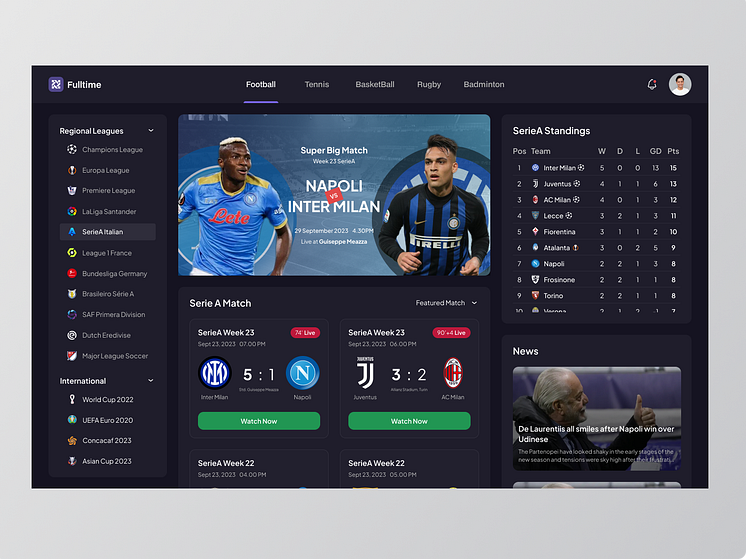 Fulltime
Football
Tennis
BasketBall
Rugby
Badminton
Regional Leagues
Champions League
Europa League
Premiere League
LaLiga Santander
SerieA Italian
League 1 France
Bundesliga Germany
Brasileiro Série A
SAF Primera Division
Dutch Eredivise
Major League Soccer
International
World Cup 2022
UEFA Euro 2020
Concacaf 2023
Asian Cup 2023
Super Big Match
Week 23 SerieA
NAPOLI
VS
INTER MILAN
29 September 2023 4.30PM
Live at Guiseppe Meazza
Lete
PIRELLI
Serie A Match
Featured Match
SerieA Week 23
74' Live
Sept 23, 2023 07.00 PM
5 : 1
Std. Guiseppe Meazza
Inter Milan
Napoli
Watch Now
SerieA Week 23
90'+4 Live
Sept 23, 2023 06.00 PM
JUVENTUS
3 : 2
Allianz Stadium, Turin
Juventus
AC Milan
Watch Now
SerieA Week 22
Sept 23, 2023 04.00 PM
SerieA Week 22
Sept 23, 2023 05.00 PM
SerieA Standings
Pos Team W D L GD Pts
1 Inter Milan 5 0 0 13 15
2 Juventus 4 1 1 6 13
3 AC Milan 4 0 1 3 12
4 Lecce 3 2 1 3 11
5 Fiorentina 3 1 1 2 10
6 Atalanta 3 0 2 5 9
7 Napoli 2 2 1 1 8
8 Frosinone 2 2 1 1 8
9 Torino 2 2 1 1 8
10 Verona 2 1 2 -1 7
News
De Laurentiis all smiles after Napoli win over
Udinese
The Partenopei have looked shaky in the early stages of the
new season and tensions were sky high after their